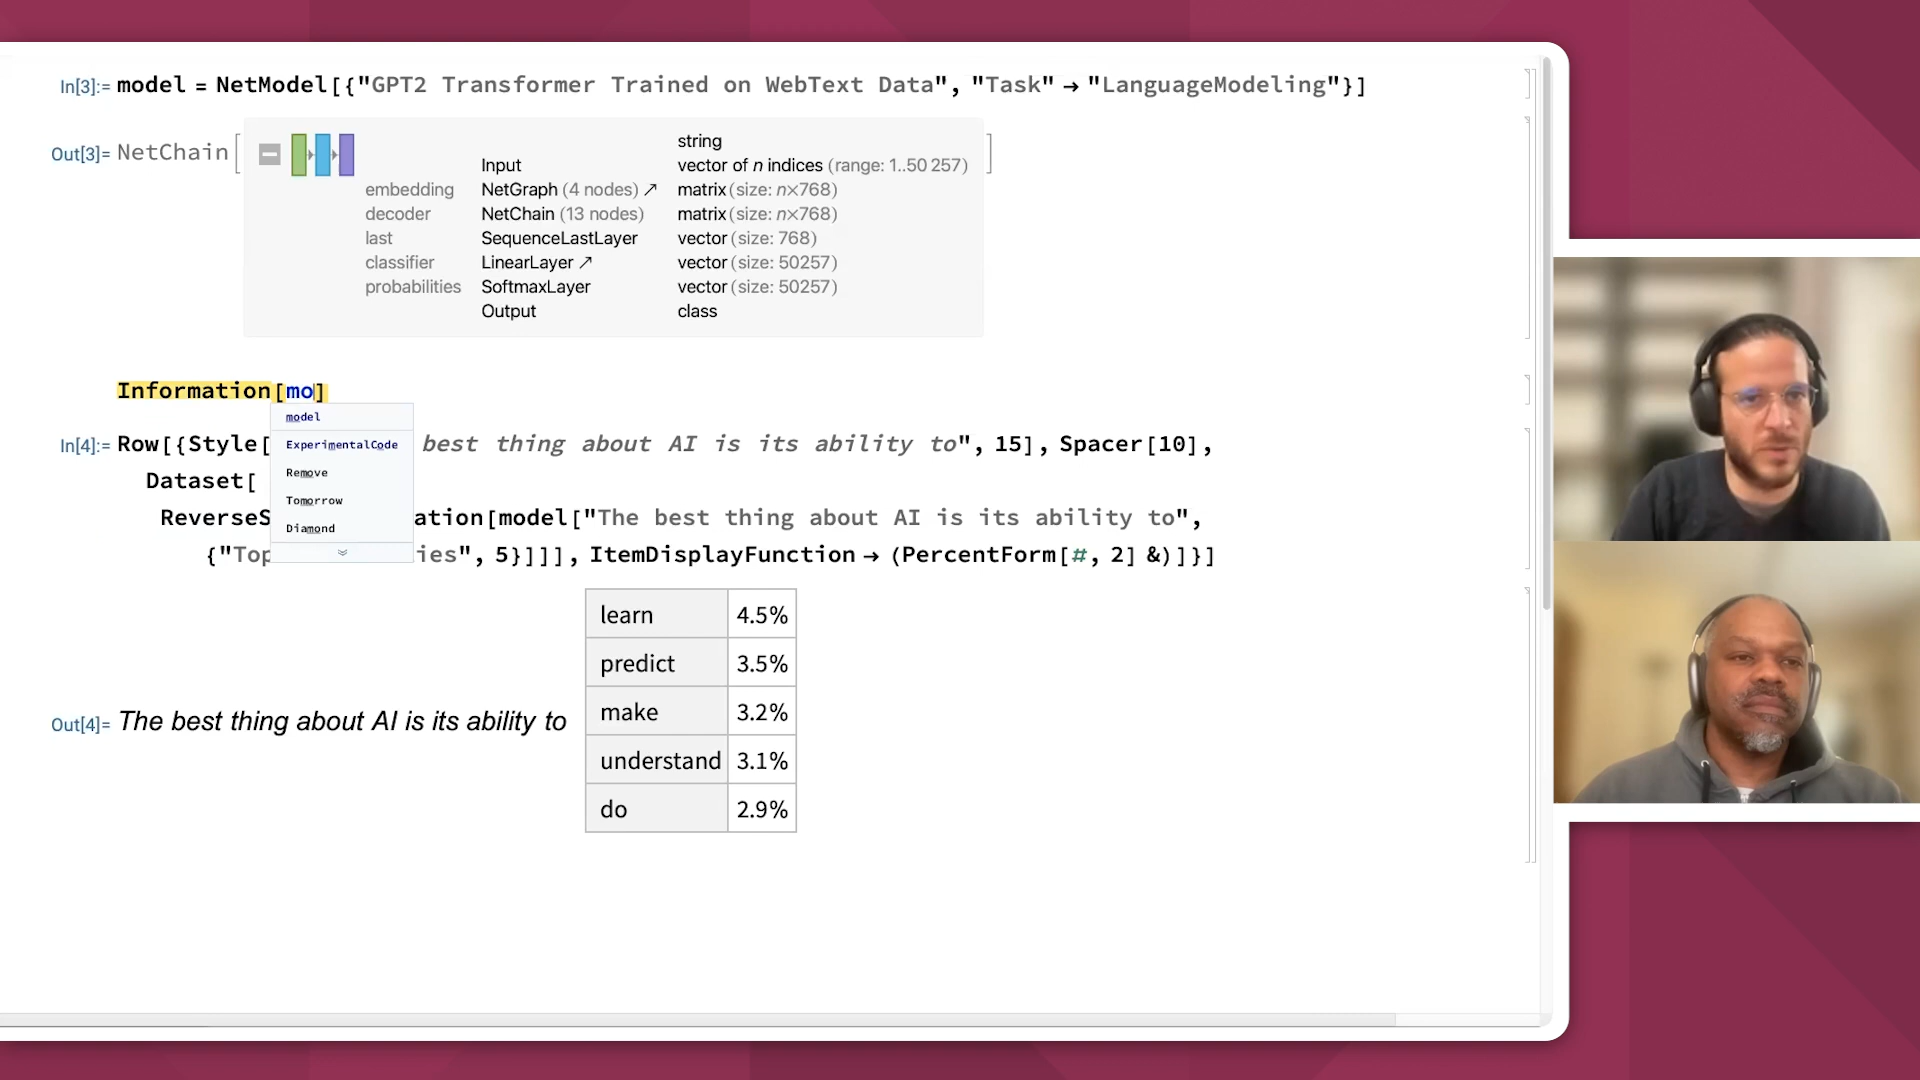 In[3]:= model = NetModel[{"GPT2 Transformer Trained on WebText Data", "Task" → "LanguageModeling"}]
Out[3]= NetChain[
string
Input vector of n indices (range: 1..50 257)
embedding NetGraph (4 nodes) ↗ matrix (size: n×768)
decoder NetChain (13 nodes) matrix (size: n×768)
last SequenceLastLayer vector (size: 768)
classifier LinearLayer ↗ vector (size: 50257)
probabilities SoftmaxLayer vector (size: 50257)
Output class
]
Information[mo]
model
ExperimentalCode
Remove
Tomorrow
Diamond
In[4]:= Row[{Style[ best thing about AI is its ability to", 15], Spacer[10],
Dataset[
ReverseS ation[model["The best thing about AI is its ability to",
{"Top ies", 5}]]], ItemDisplayFunction → (PercentForm[#, 2] &)]}]
Out[4]= The best thing about AI is its ability to
learn 4.5%
predict 3.5%
make 3.2%
understand 3.1%
do 2.9%